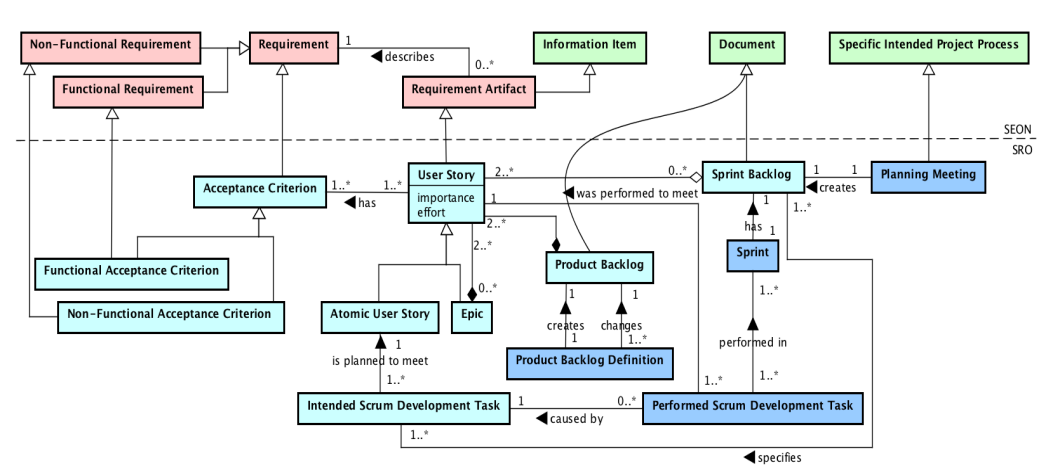 Non-Functional Requirement
Requirement
1
describes
0..*
Information Item
Document
Specific Intended Project Process
Functional Requirement
Requirement Artifact
SEON
SRO
User Story
importance
effort
2..*
0..*
Sprint Backlog
1
1
creates
Planning Meeting
Acceptance Criterion
1..*
1..*
has
1
was performed to meet
1
1..*
has
1
2..*
2..*
Functional Acceptance Criterion
Product Backlog
Sprint
0..*
1
1
1..*
Non-Functional Acceptance Criterion
Atomic User Story
Epic
creates
changes
1
1
1..*
performed in
is planned to meet
Product Backlog Definition
1..*
1..*
1..*
Intended Scrum Development Task
1
0..*
caused by
Performed Scrum Development Task
1..*
specifies